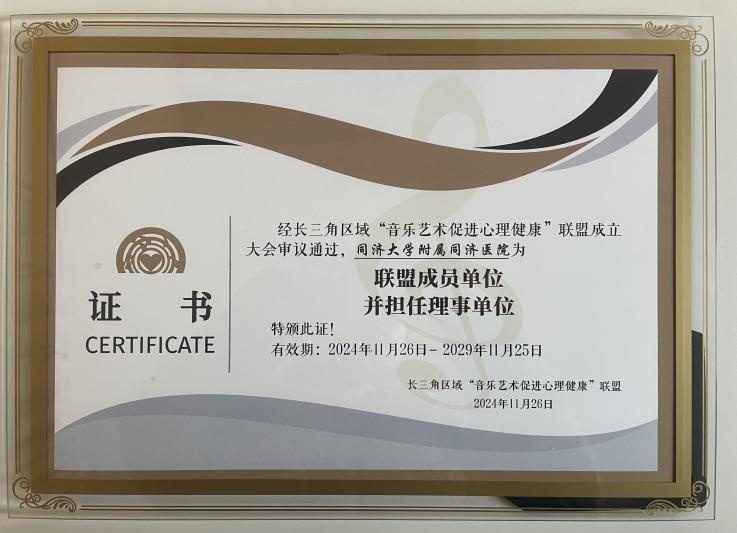 证 书
CERTIFICATE
经长三角区域“音乐艺术促进心理健康”联盟成立
大会审议通过，同济大学附属同济医院为
联盟成员单位
并担任理事单位
特颁此证！
有效期：2024年11月26日－2029年11月25日
长三角区域“音乐艺术促进心理健康”联盟
2024年11月26日